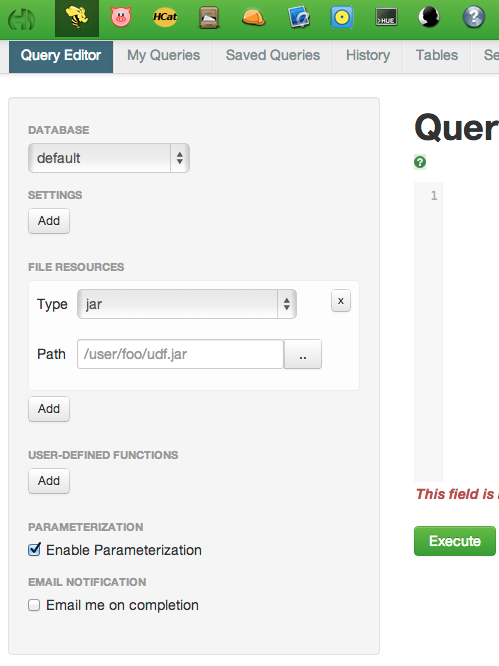 HCat
>HUE
?
Query Editor My Queries Saved Queries History Tables Se
DATABASE
default
SETTINGS
Add
FILE RESOURCES
Type jar x
Path /user/foo/udf.jar ..
Add
USER-DEFINED FUNCTIONS
Add
PARAMETERIZATION
Enable Parameterization
EMAIL NOTIFICATION
Email me on completion
Quer
?
1
This field is
Execute